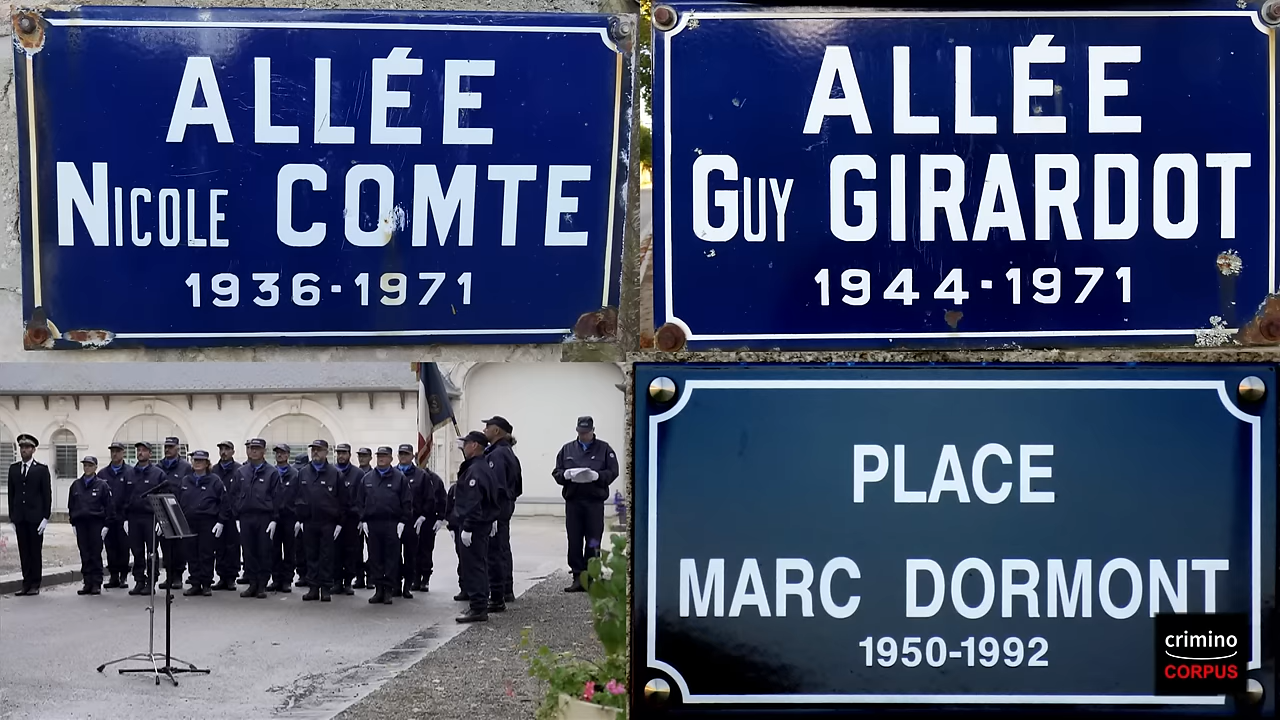 ALLÉE
NICOLE COMTE
1936-1971
ALLÉE
GUY GIRARDOT
1944-1971
PLACE
MARC DORMONT
1950-1992
crimino
CORPUS